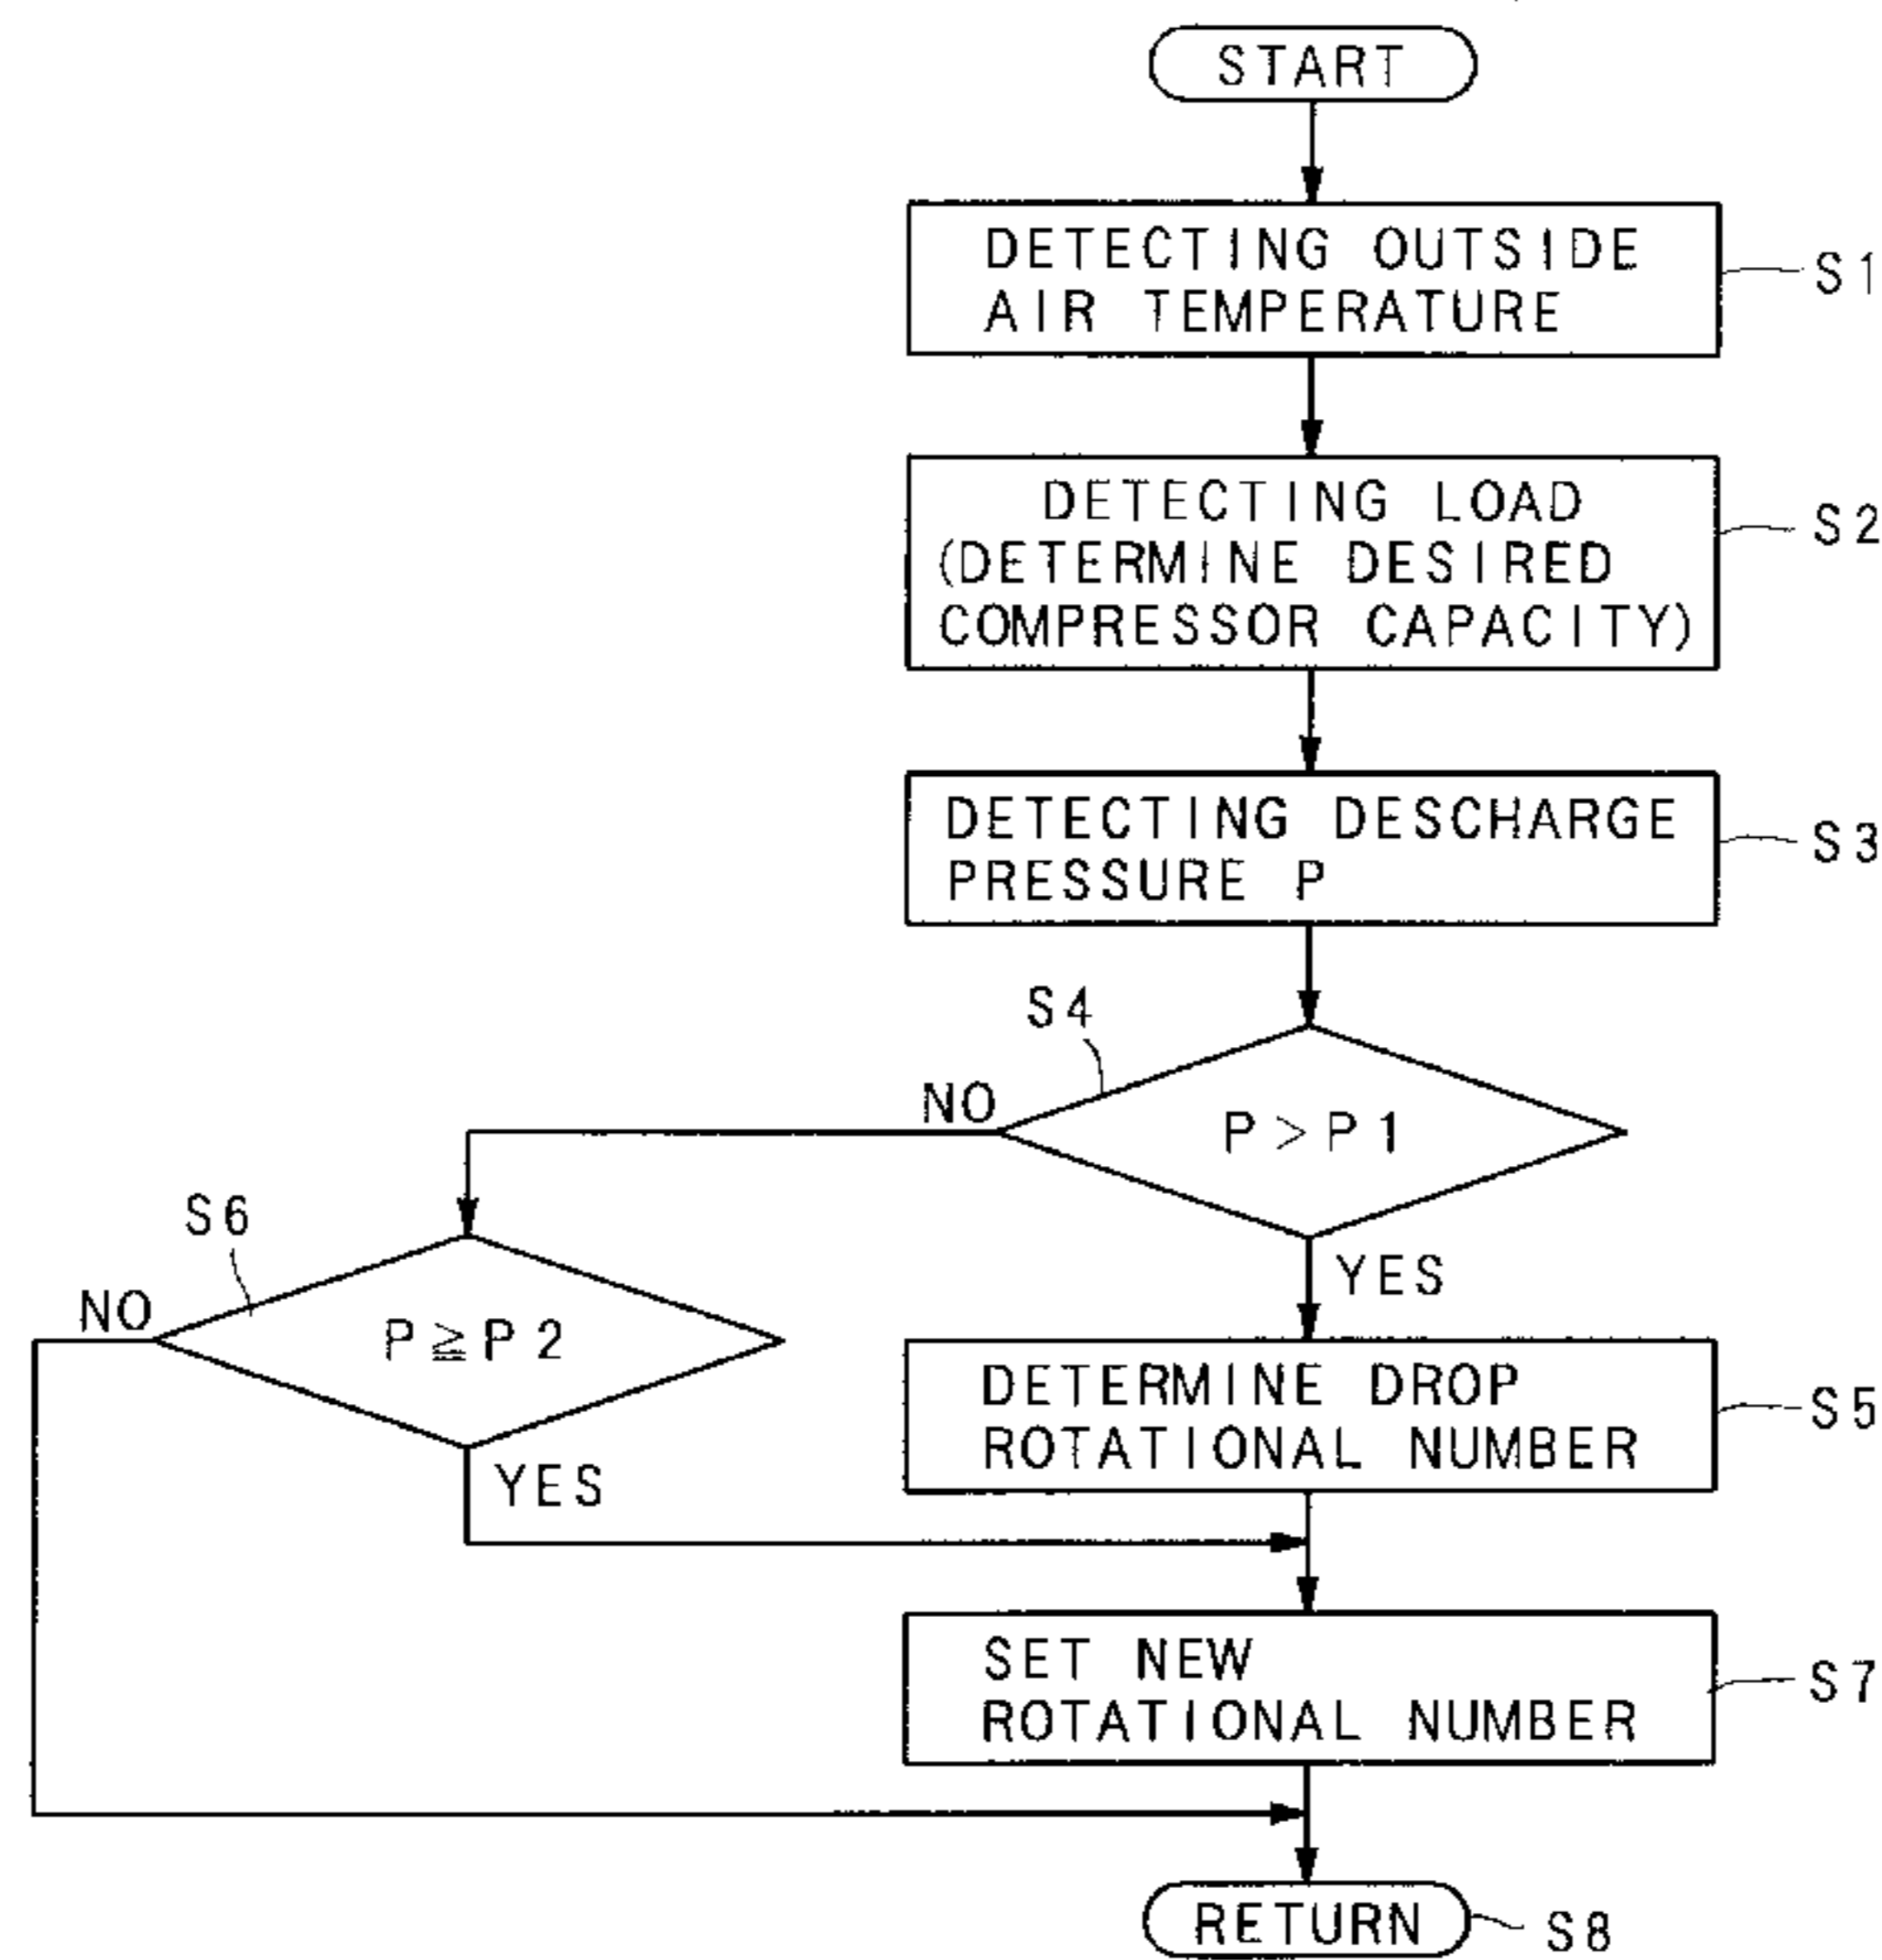 START
DETECTING OUTSIDE
AIR TEMPERATURE
S1
DETECTING LOAD
(DETERMINE DESIRED
COMPRESSOR CAPACITY)
S2
DETECTING DESCHARGE
PRESSURE P
S3
S4
NO
P > P1
YES
S6
NO
P ≧ P2
YES
DETERMINE DROP
ROTATIONAL NUMBER
S5
SET NEW
ROTATIONAL NUMBER
S7
RETURN
S8